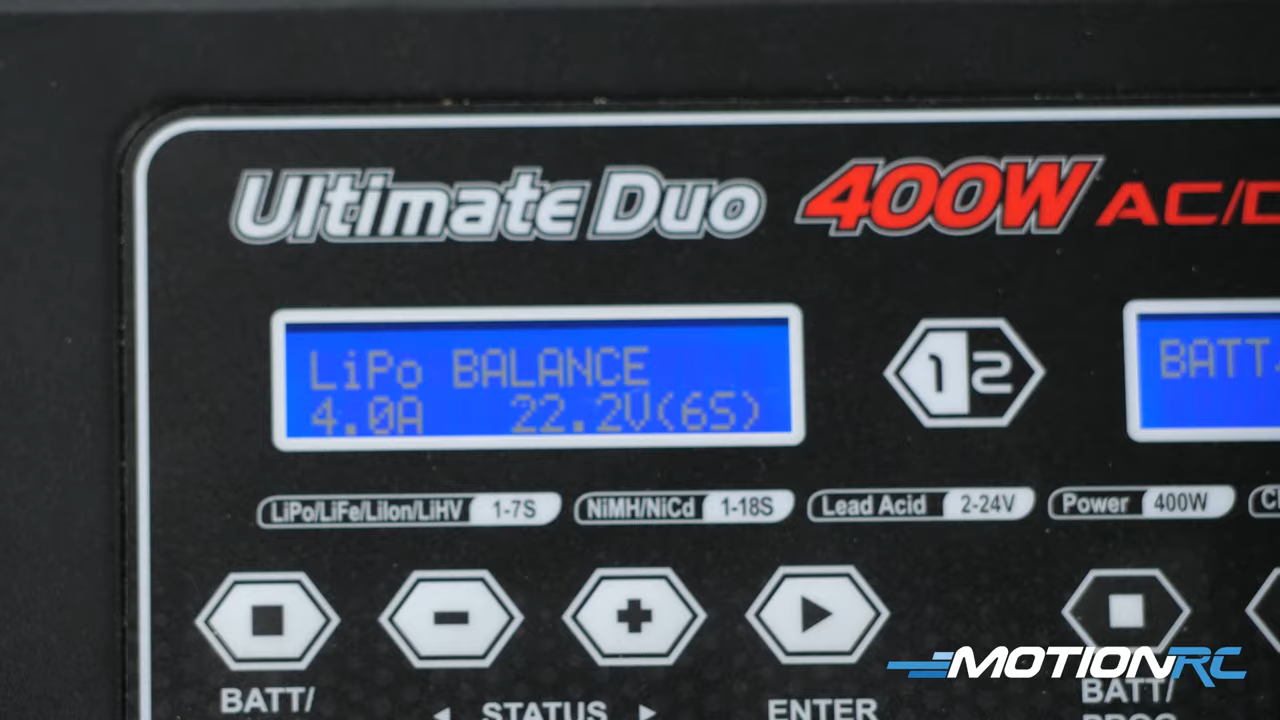 Ultimate Duo 400W AC/D
LiPo BALANCE
4.0A 22.2V(6S)
1 2
BATT
LiPo/LiFe/LiIon/LiHV 1-7S NiMH/NiCd 1-18S Lead Acid 2-24V Power 400W
BATT/ ◄ STATUS ► ENTER BATT/
PROG
MOTIONRC